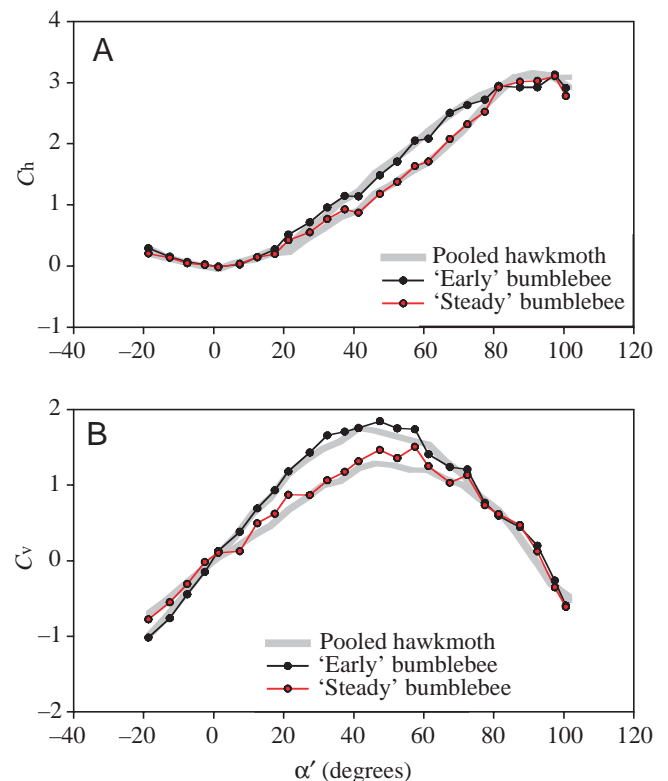 A
4
3
2
1
0
−1
Ch
Pooled hawkmoth
'Early' bumblebee
'Steady' bumblebee
−40 −20 0 20 40 60 80 100 120
B
2
1
0
−1
−2
Cv
Pooled hawkmoth
'Early' bumblebee
'Steady' bumblebee
−40 −20 0 20 40 60 80 100 120
α′ (degrees)